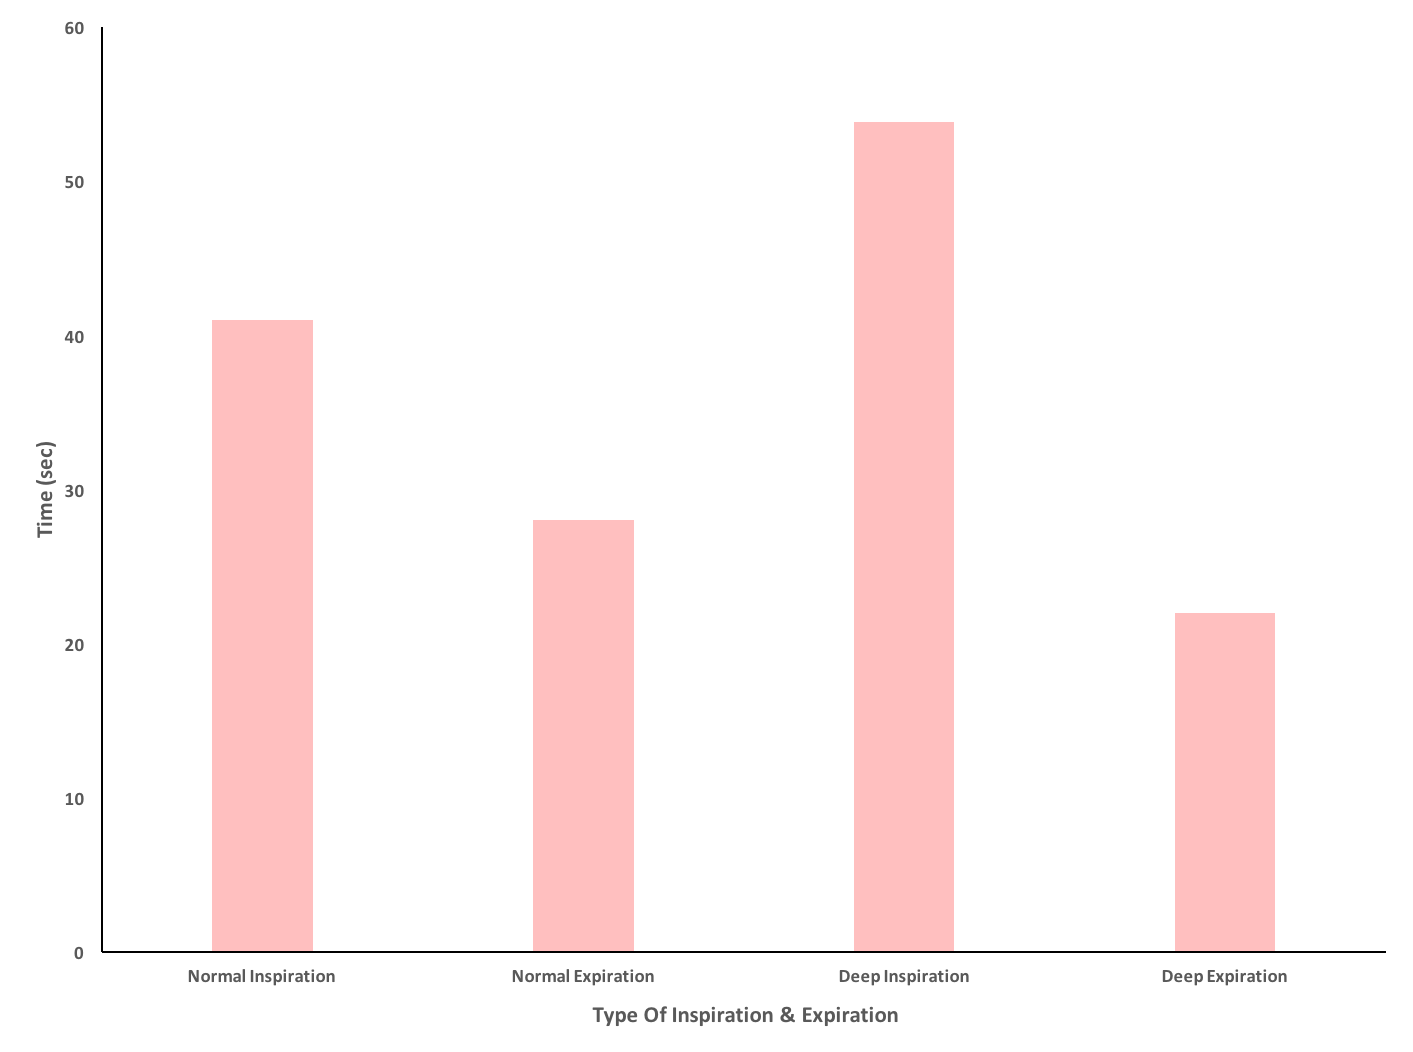 60
50
40
30
20
10
0
Time (sec)
Normal Inspiration
Normal Expiration
Deep Inspiration
Deep Expiration
Type Of Inspiration & Expiration